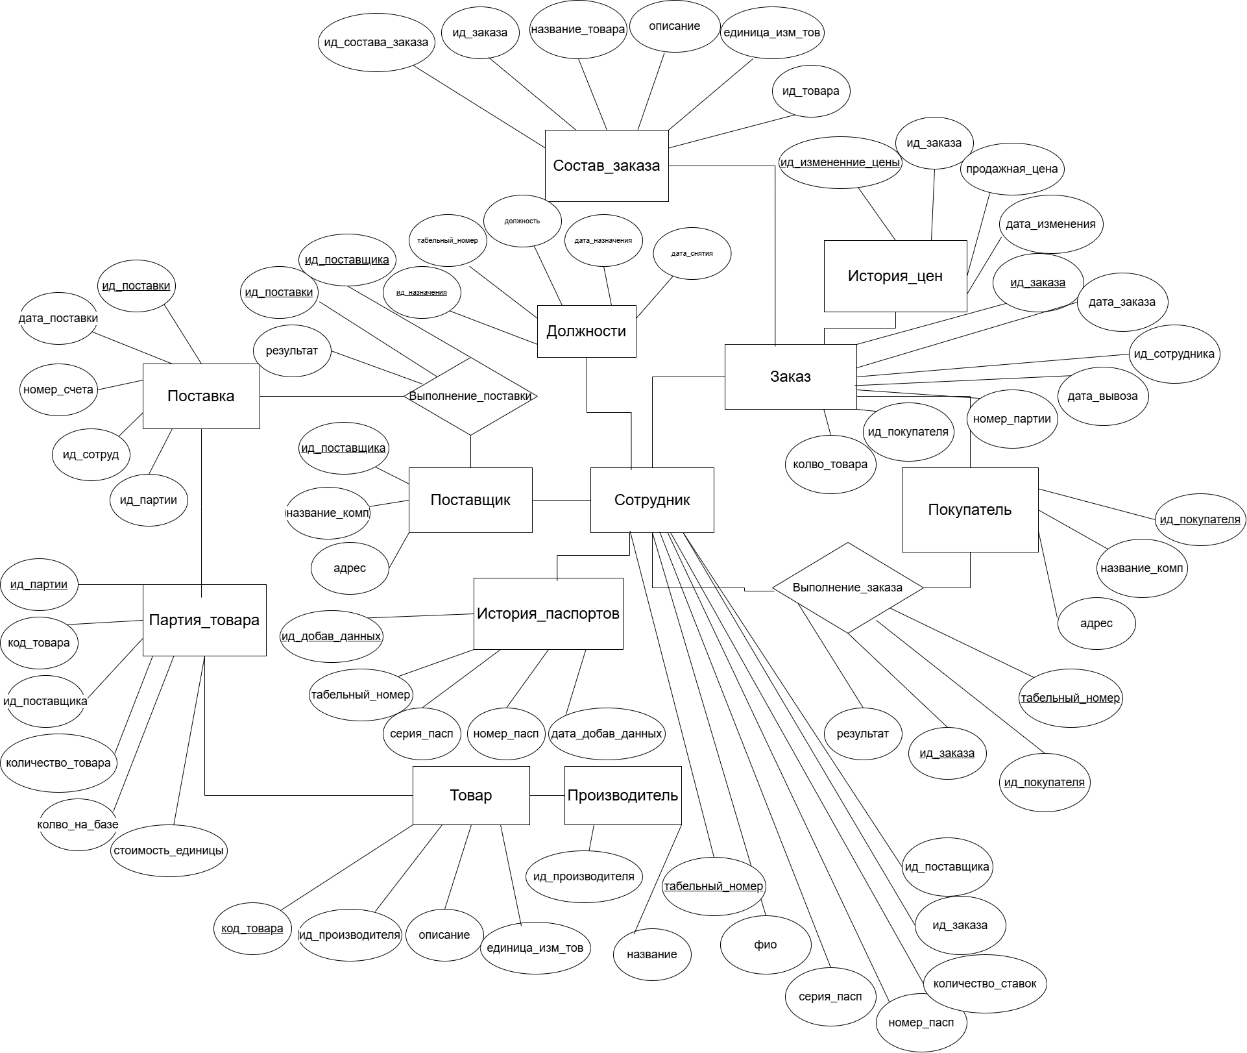 ид_состава_заказа
ид_заказа
название_товара
описание
единица_изм_тов
ид_товара
Состав_заказа
ид_измененние_цены
ид_заказа
продажная_цена
дата_изменения
История_цен
табельный_номер
должность
дата_назначения
дата_снятия
ид_назначения
Должности
ид_поставщика
ид_поставки
результат
Выполнение_поставки
ид_поставки
дата_поставки
номер_счета
ид_сотруд
ид_партии
Поставка
ид_заказа
дата_заказа
ид_сотрудника
дата_вывоза
номер_партии
ид_покупателя
колво_товара
Заказ
ид_поставщика
название_комп
адрес
Поставщик
Сотрудник
Покупатель
ид_покупателя
название_комп
адрес
Выполнение_заказа
табельный_номер
результат
ид_заказа
ид_покупателя
ид_партии
код_товара
ид_поставщика
количество_товара
колво_на_базе
стоимость_единицы
Партия_товара
История_паспортов
ид_добав_данных
табельный_номер
серия_пасп
номер_пасп
дата_добав_данных
Товар
Производитель
код_товара
ид_производителя
описание
единица_изм_тов
ид_производителя
название
табельный_номер
фио
серия_пасп
номер_пасп
количество_ставок
ид_заказа
ид_поставщика